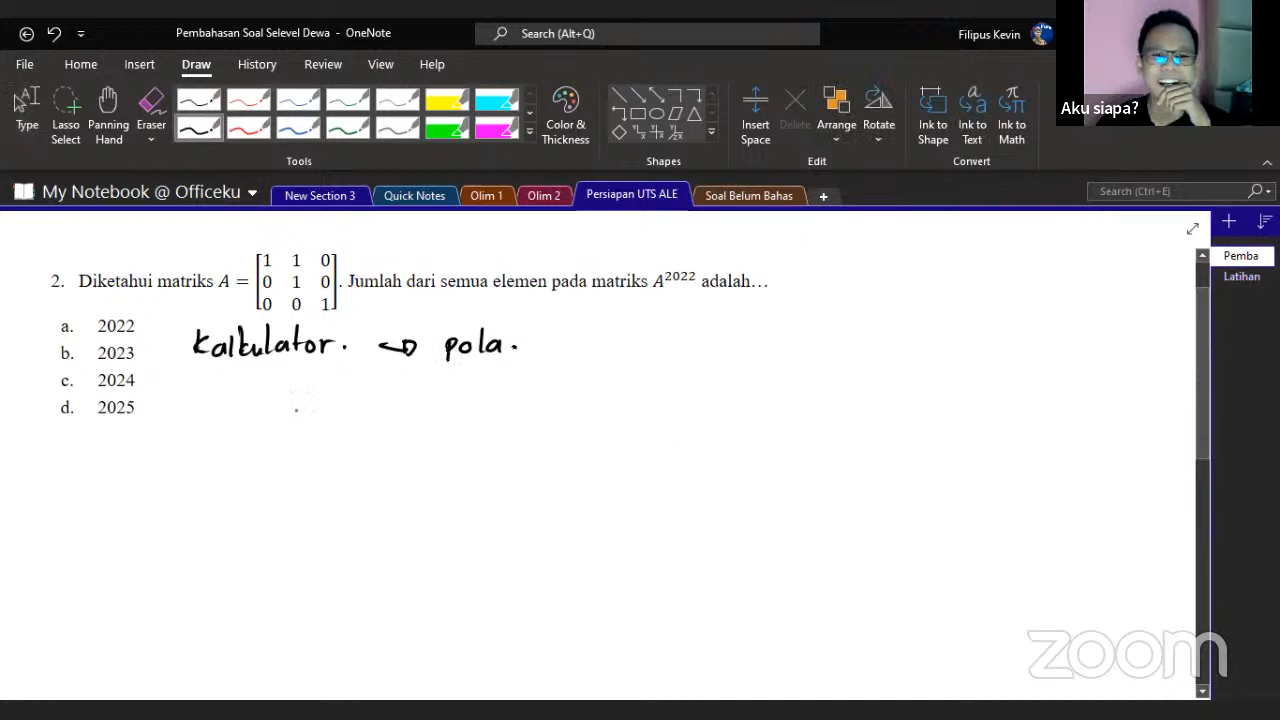 Pembahasan Soal Selevel Dewa - OneNote
Search (Alt+Q)
Filipus Kevin
Aku siapa?
File Home Insert Draw History Review View Help
Type
Lasso Select
Panning Hand
Eraser
Color & Thickness
Insert Space
Delete
Arrange
Rotate
Ink to Shape
Ink to Text
Ink to Math
Tools
Shapes
Edit
Convert
My Notebook @ Officeku
New Section 3
Quick Notes
Olim 1
Olim 2
Persiapan UTS ALE
Soal Belum Bahas
Search (Ctrl+E)
Pemba
Latihan
2. Diketahui matriks A = [1 1 0
0 1 0
0 0 1]. Jumlah dari semua elemen pada matriks A²⁰²² adalah…
a. 2022
b. 2023
c. 2024
d. 2025
kalkulator. ↪ pola.
zoom